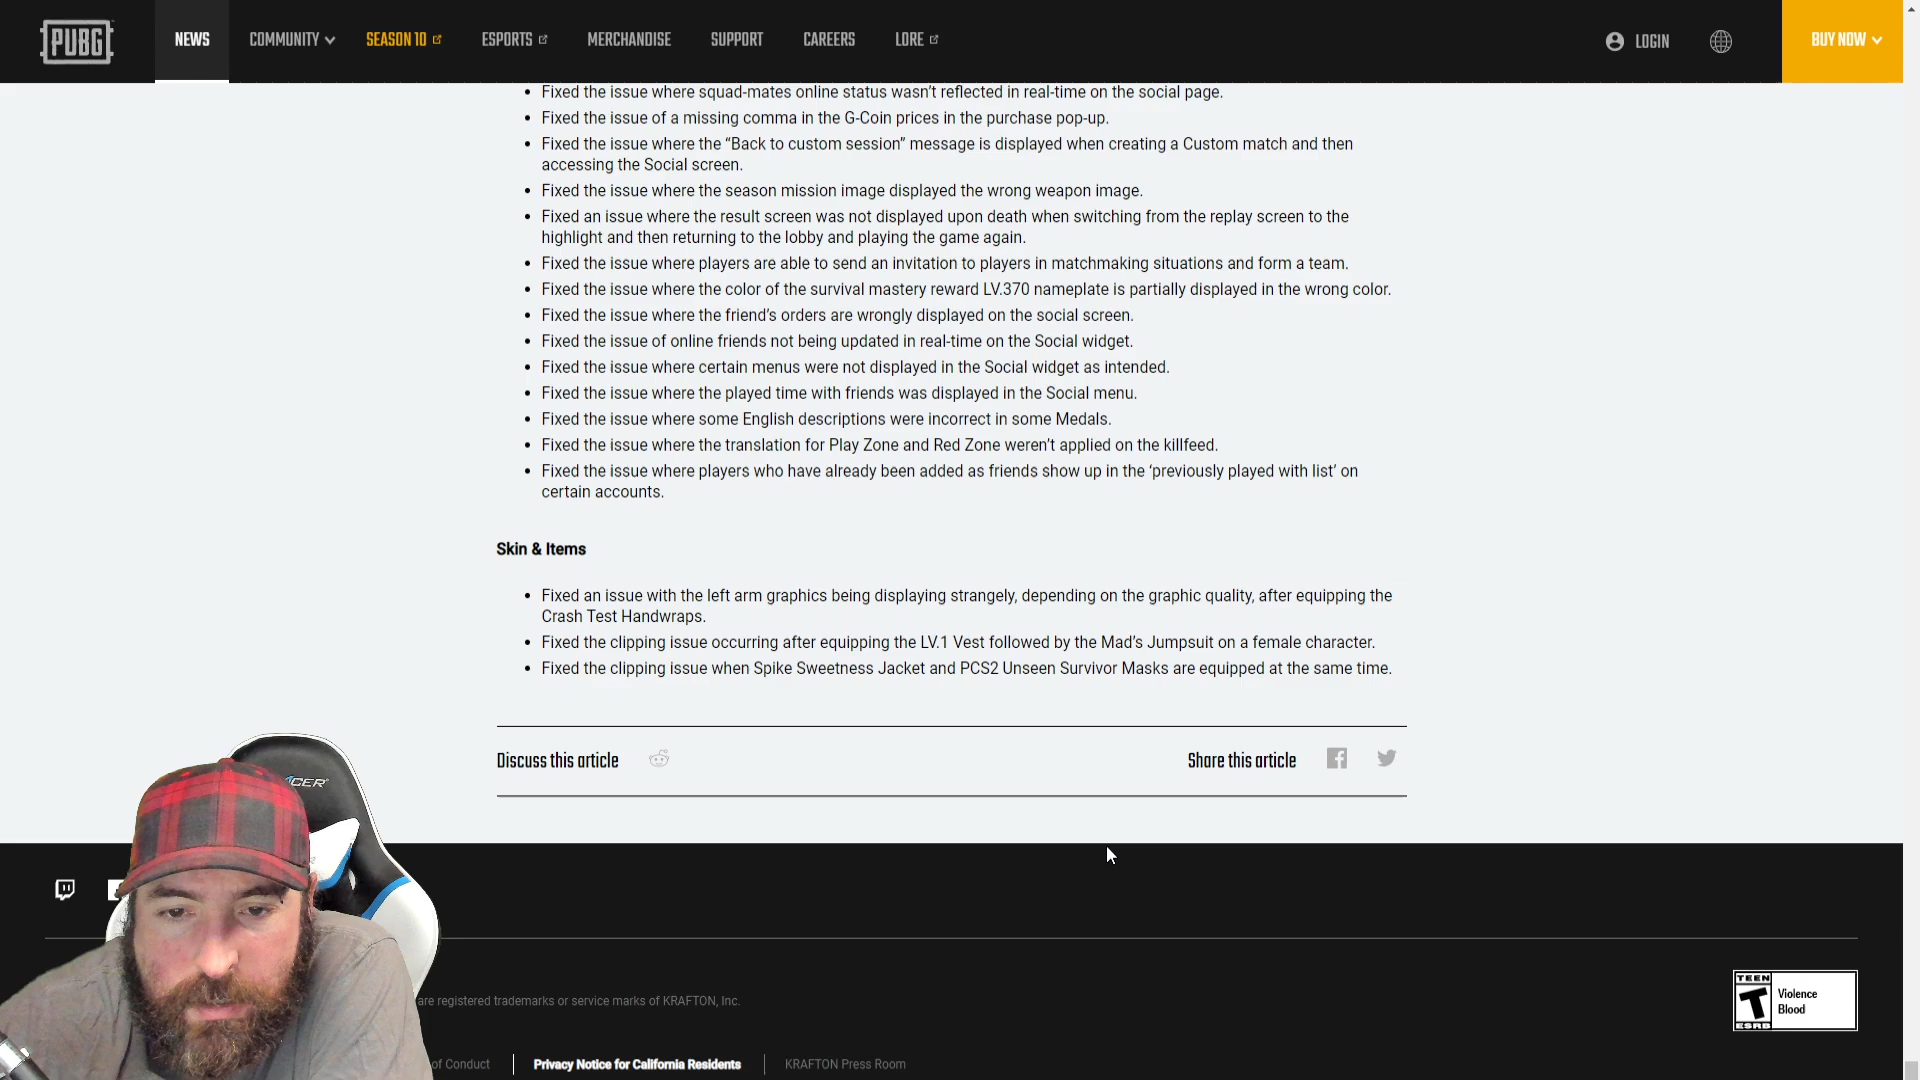 PUBG
NEWS
COMMUNITY
SEASON 10
ESPORTS
MERCHANDISE
SUPPORT
CAREERS
LORE
LOGIN
BUY NOW
Fixed the issue where squad-mates online status wasn’t reflected in real-time on the social page.
Fixed the issue of a missing comma in the G-Coin prices in the purchase pop-up.
Fixed the issue where the “Back to custom session” message is displayed when creating a Custom match and then
accessing the Social screen.
Fixed the issue where the season mission image displayed the wrong weapon image.
Fixed an issue where the result screen was not displayed upon death when switching from the replay screen to the
highlight and then returning to the lobby and playing the game again.
Fixed the issue where players are able to send an invitation to players in matchmaking situations and form a team.
Fixed the issue where the color of the survival mastery reward LV.370 nameplate is partially displayed in the wrong color.
Fixed the issue where the friend’s orders are wrongly displayed on the social screen.
Fixed the issue of online friends not being updated in real-time on the Social widget.
Fixed the issue where certain menus were not displayed in the Social widget as intended.
Fixed the issue where the played time with friends was displayed in the Social menu.
Fixed the issue where some English descriptions were incorrect in some Medals.
Fixed the issue where the translation for Play Zone and Red Zone weren’t applied on the killfeed.
Fixed the issue where players who have already been added as friends show up in the ‘previously played with list’ on
certain accounts.
Skin & Items
Fixed an issue with the left arm graphics being displaying strangely, depending on the graphic quality, after equipping the
Crash Test Handwraps.
Fixed the clipping issue occurring after equipping the LV.1 Vest followed by the Mad’s Jumpsuit on a female character.
Fixed the clipping issue when Spike Sweetness Jacket and PCS2 Unseen Survivor Masks are equipped at the same time.
Discuss this article
Share this article
are registered trademarks or service marks of KRAFTON, Inc.
TEEN
T
ESRB
Violence
Blood
of Conduct
Privacy Notice for California Residents
KRAFTON Press Room